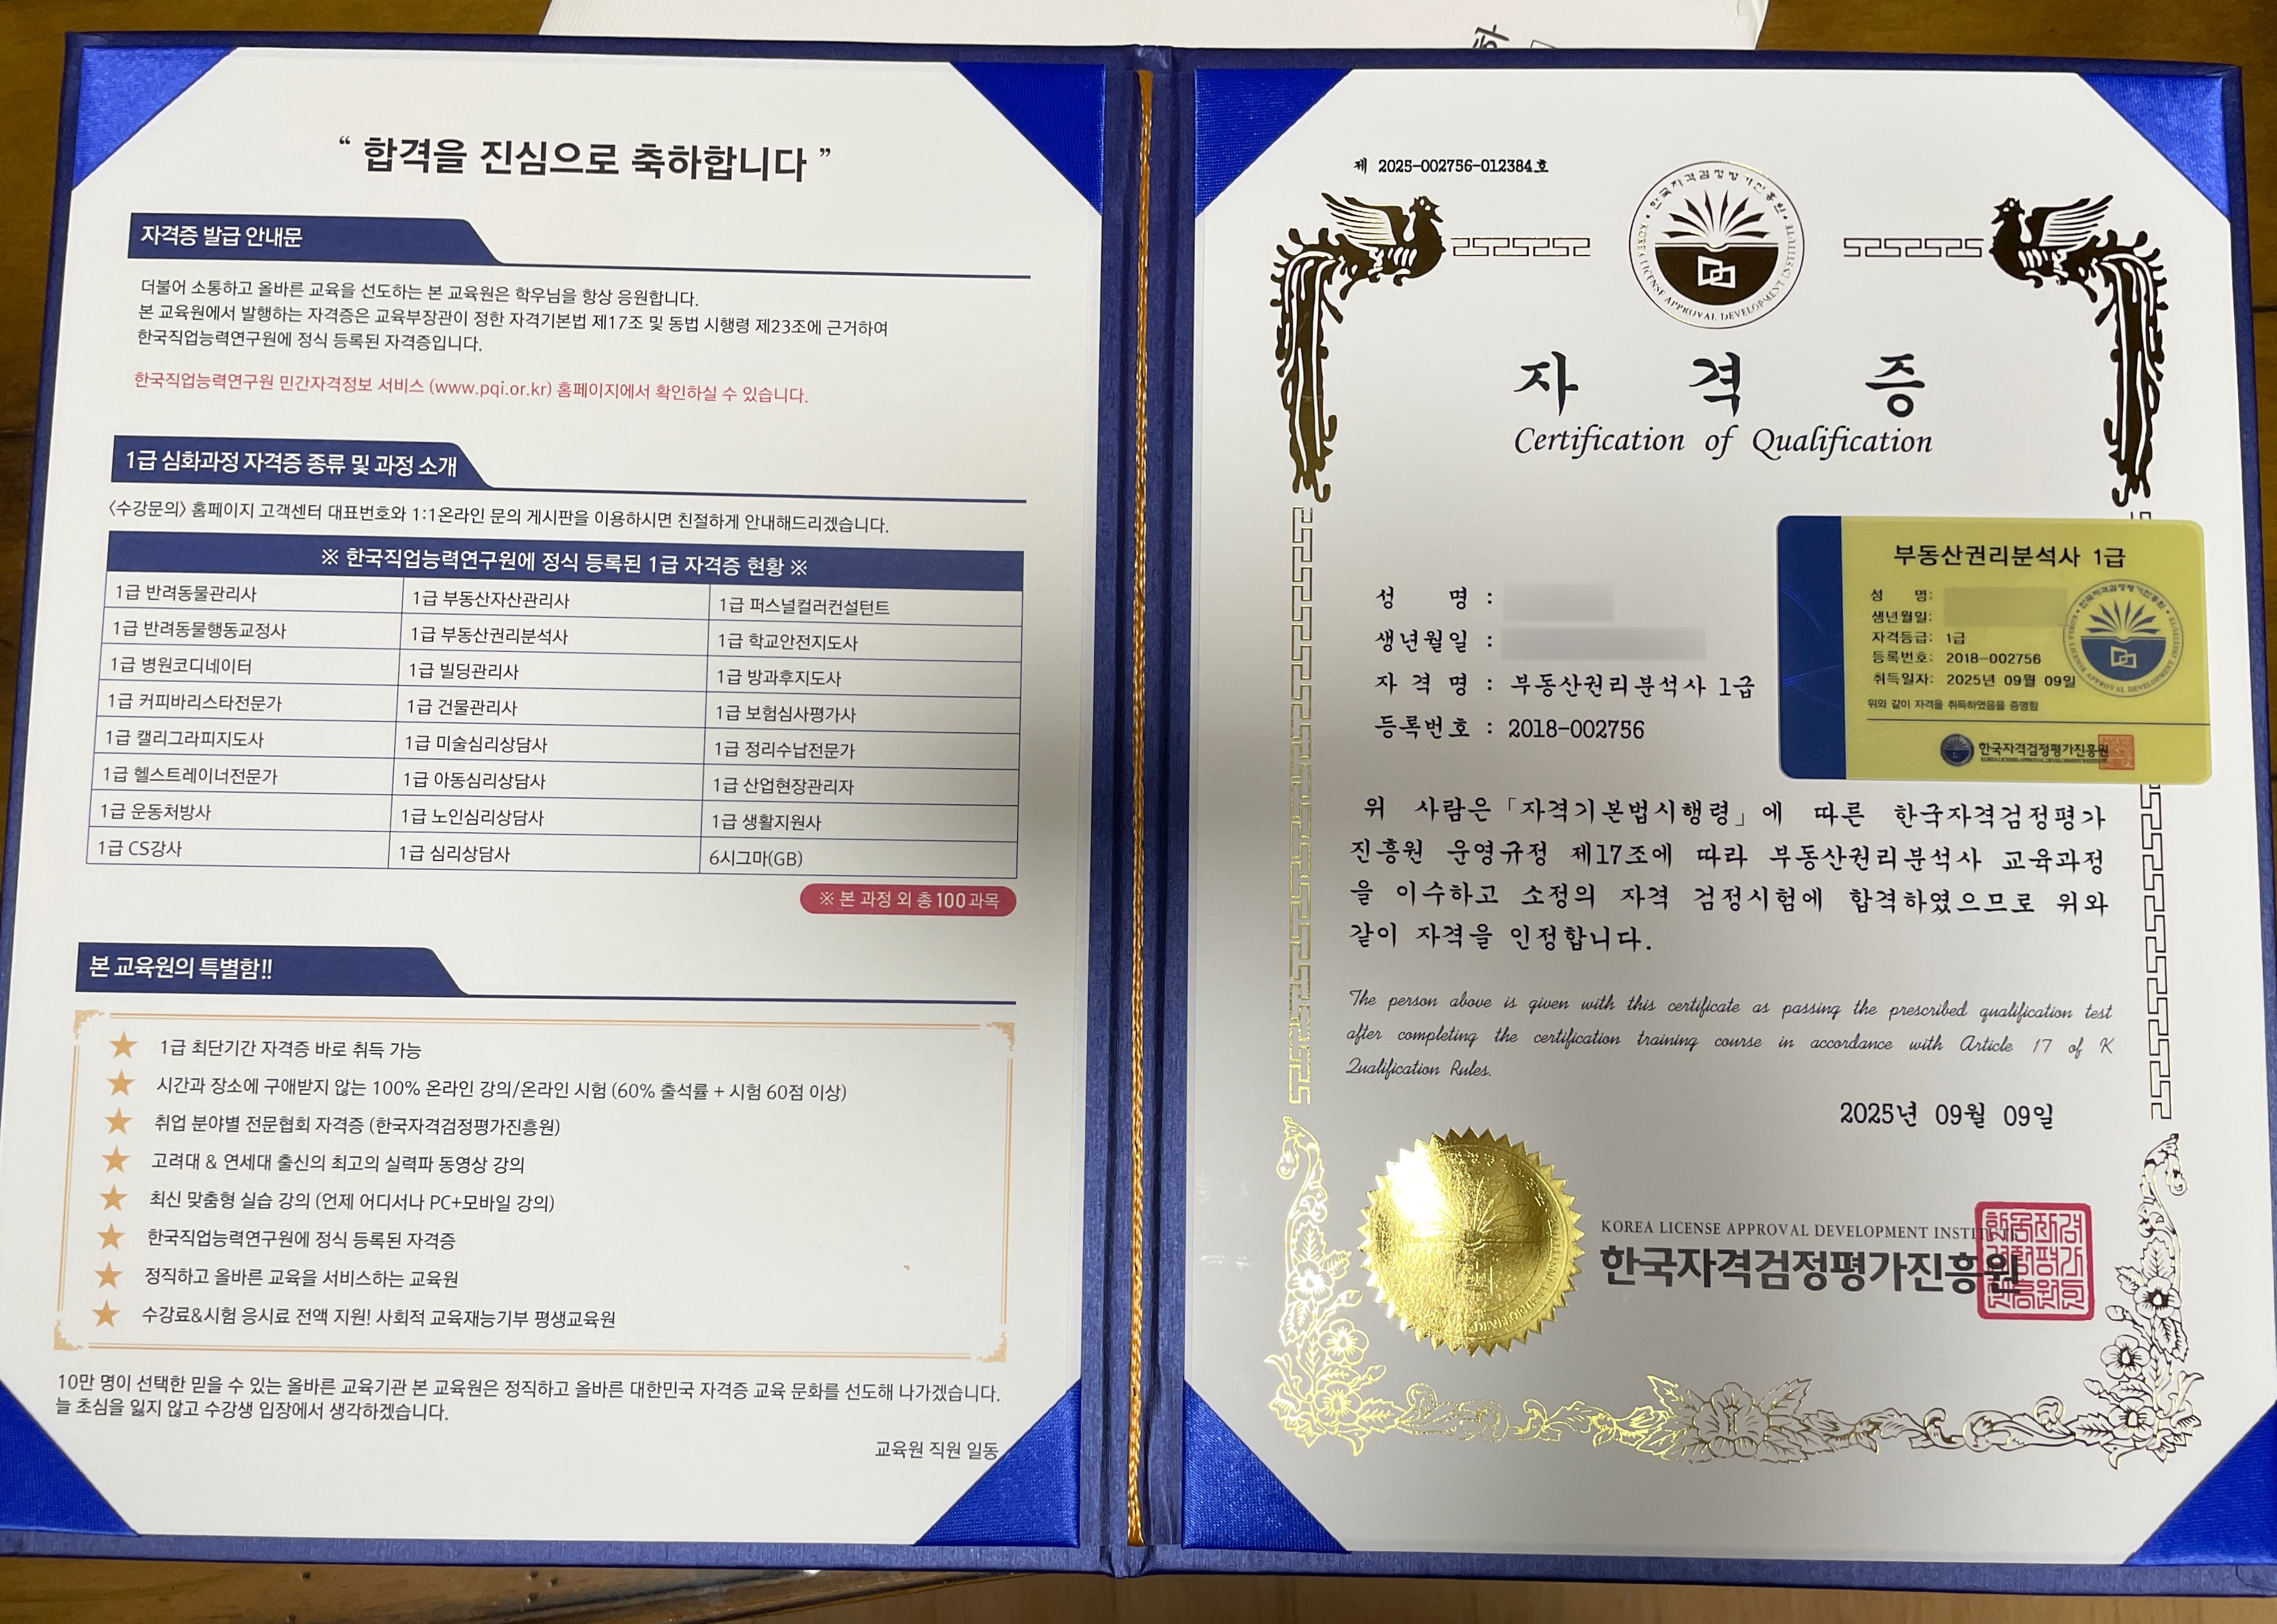 “ 합격을 진심으로 축하합니다 ”
자격증 발급 안내문
더불어 소통하고 올바른 교육을 선도하는 본 교육원은 학우님을 항상 응원합니다.
본 교육원에서 발행하는 자격증은 교육부장관이 정한 자격기본법 제17조 및 동법 시행령 제23조에 근거하여
한국직업능력연구원에 정식 등록된 자격증입니다.
한국직업능력연구원 민간자격정보 서비스 (www.pqi.or.kr) 홈페이지에서 확인하실 수 있습니다.
1급 심화과정 자격증 종류 및 과정 소개
<수강문의> 홈페이지 고객센터 대표번호와 1:1온라인 문의 게시판을 이용하시면 친절하게 안내해드리겠습니다.
※ 한국직업능력연구원에 정식 등록된 1급 자격증 현황 ※
1급 반려동물관리사 1급 부동산자산관리사 1급 퍼스널컬러컨설턴트
1급 반려동물행동교정사 1급 부동산권리분석사 1급 학교안전지도사
1급 병원코디네이터 1급 빌딩관리사 1급 방과후지도사
1급 커피바리스타전문가 1급 건물관리사 1급 보험심사평가사
1급 캘리그라피지도사 1급 미술심리상담사 1급 정리수납전문가
1급 헬스트레이너전문가 1급 아동심리상담사 1급 산업현장관리자
1급 운동처방사 1급 노인심리상담사 1급 생활지원사
1급 CS강사 1급 심리상담사 6시그마(GB)
※ 본 과정 외 총 100과목
본 교육원의 특별함!!
★ 1급 최단기간 자격증 바로 취득 가능
★ 시간과 장소에 구애받지 않는 100% 온라인 강의/온라인 시험 (60% 출석률 + 시험 60점 이상)
★ 취업 분야별 전문협회 자격증 (한국자격검정평가진흥원)
★ 고려대 & 연세대 출신의 최고의 실력파 동영상 강의
★ 최신 맞춤형 실습 강의 (언제 어디서나 PC+모바일 강의)
★ 한국직업능력연구원에 정식 등록된 자격증
★ 정직하고 올바른 교육을 서비스하는 교육원
★ 수강료&시험 응시료 전액 지원! 사회적 교육재능기부 평생교육원
10만 명이 선택한 믿을 수 있는 올바른 교육기관 본 교육원은 정직하고 올바른 대한민국 자격증 교육 문화를 선도해 나가겠습니다.
늘 초심을 잃지 않고 수강생 입장에서 생각하겠습니다.
교육원 직원 일동
제 2025-002756-012384호
한국자격검정평가진흥원
KOREA LICENSE APPROVAL DEVELOPMENT INSTITUTE
자 격 증
Certification of Qualification
성 명 :
생년월일 :
자 격 명 : 부동산권리분석사 1급
등록번호 : 2018-002756
부동산권리분석사 1급
성 명:
생년월일:
자격등급: 1급
등록번호: 2018-002756
취득일자: 2025년 09월 09일
위와 같이 자격을 취득하였음을 증명함
한국자격검정평가진흥원
KOREA LICENSE APPROVAL DEVELOPMENT INSTITUTE
위 사람은 「자격기본법시행령」에 따른 한국자격검정평가
진흥원 운영규정 제17조에 따라 부동산권리분석사 교육과정
을 이수하고 소정의 자격 검정시험에 합격하였으므로 위와
같이 자격을 인정합니다.
The person above is given with this certificate as passing the prescribed qualification test
after completing the certification training course in accordance with Article 17 of K
Qualification Rules.
2025년 09월 09일
KOREA LICENSE APPROVAL DEVELOPMENT INSTITUTE
한국자격검정평가진흥원